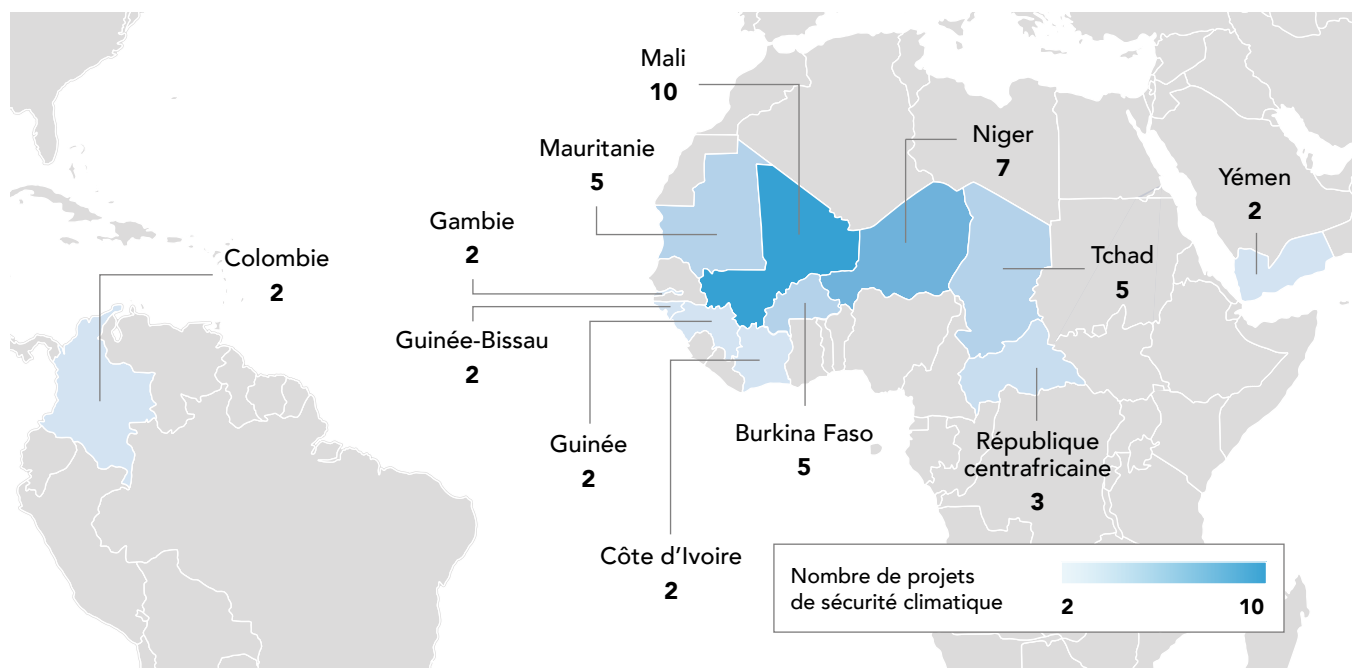 Mali
10
Niger
7
Mauritanie
5
Yémen
2
Gambie
2
Colombie
2
Tchad
5
Guinée-Bissau
2
Guinée
2
Burkina Faso
5
République
centrafricaine
3
Côte d'Ivoire
2
Nombre de projets
de sécurité climatique
2 10